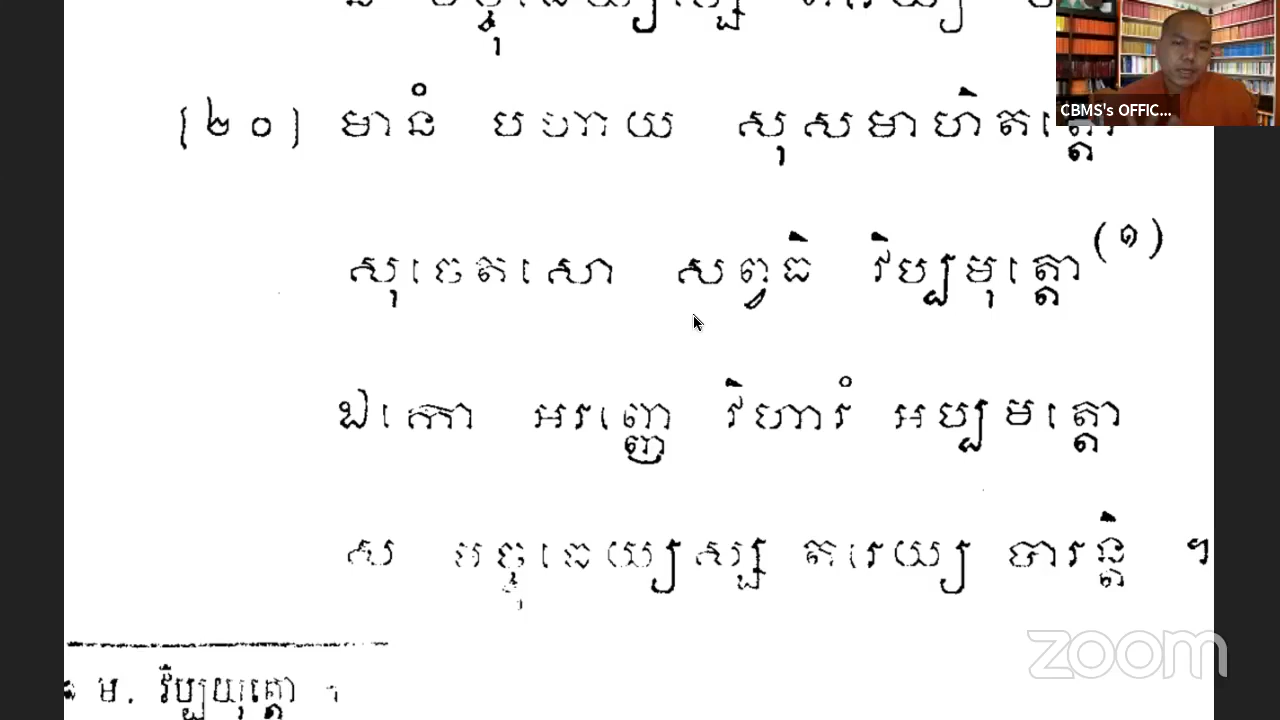 CBMS's OFFIC...
[២០] មានំ បហាយ សុសមាហិតត្តោ
សុចេតសោ សព្វធិ វិប្បមុត្តោ (១)
ឯកោ អរញ្ញេ វិហារំ អប្បមត្តោ
ស មច្ចុធេយ្យស្ស តរេយ្យ បារន្តិ ។
ម. វិប្បយុត្តោ ។
zoom